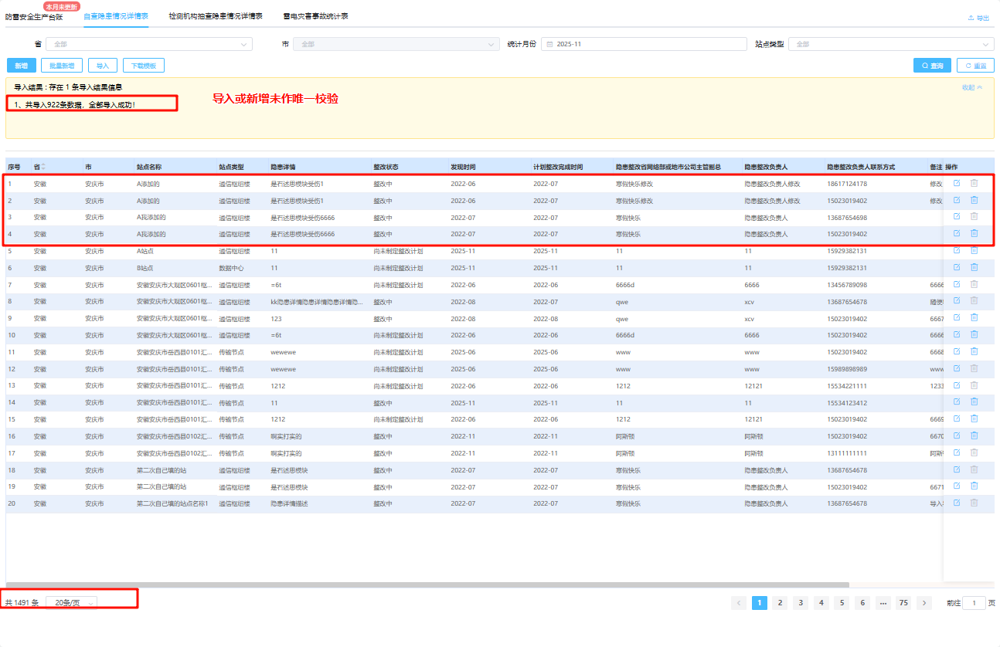 本月未更新
防雷安全生产台账 自查隐患情况详情表 检测机构抽查隐患情况详情表 雷电灾害事故统计表
导出
省 全部 市 全部 统计月份 2025-11 站点类型 全部
新增 批量新增 导入 下载模板 查询 重置
导入结果 : 存在 1 条导入结果信息 收起
1、共导入922条数据，全部导入成功！
导入或新增未作唯一校验
序号 省 市 站点名称 站点类型 隐患详情 整改状态 发现时间 计划整改完成时间 隐患整改省网络部或地市公司主管副总 隐患整改负责人 隐患整改负责人联系方式 备注 操作
1 安徽 安庆市 A添加的 通信枢纽楼 是石述思模块受伤1 整改中 2022-06 2022-07 寒假快乐修改 隐患整改负责人修改 18617124178 修改
2 安徽 安庆市 A添加的 通信枢纽楼 是石述思模块受伤1 整改中 2022-06 2022-07 寒假快乐修改 隐患整改负责人修改 15023019402 修改
3 安徽 安庆市 A我添加的 通信枢纽楼 是石述思模块受伤6666 整改中 2022-07 2022-07 寒假快乐 隐患整改负责人 13687654698
4 安徽 安庆市 A我添加的 通信枢纽楼 是石述思模块受伤6666 整改中 2022-07 2022-07 寒假快乐 隐患整改负责人 15023019402
5 安徽 安庆市 A站点 通信枢纽楼 11 尚未制定整改计划 2025-11 2025-11 11 11 15929382131
6 安徽 安庆市 B站点 数据中心 11 尚未制定整改计划 2025-11 2025-11 11 11 15929382131
7 安徽 安庆市 安徽安庆市大观区0601枢... 通信枢纽楼 =6t 尚未制定整改计划 2022-06 2022-06 6666d 6666 13456789098 6666
8 安徽 安庆市 安徽安庆市大观区0601枢... 通信枢纽楼 kk隐患详情隐患详情隐患详情隐... 整改中 2022-08 2022-08 qwe xcv 13687654678 随便
9 安徽 安庆市 安徽安庆市大观区0601枢... 通信枢纽楼 123 整改中 2022-08 2022-08 qwe xcv 15023019402 6667
10 安徽 安庆市 安徽安庆市大观区0601枢... 通信枢纽楼 =6t 尚未制定整改计划 2022-06 2022-06 6666d 6666 15023019402 6666
11 安徽 安庆市 安徽安庆市岳西县0101汇... 传输节点 wewewe 尚未制定整改计划 2025-06 2025-06 www www 15023019402 6668
12 安徽 安庆市 安徽安庆市岳西县0101汇... 传输节点 wewewe 尚未制定整改计划 2025-06 2025-06 www www 15989898989 www
13 安徽 安庆市 安徽安庆市岳西县0101汇... 传输节点 1212 尚未制定整改计划 2022-06 2022-06 1212 12121 15534221111 1233
14 安徽 安庆市 安徽安庆市岳西县0101汇... 传输节点 11 整改中 2025-11 2025-11 11 11 15534123412
15 安徽 安庆市 安徽安庆市岳西县0101汇... 传输节点 1212 尚未制定整改计划 2022-06 2022-06 1212 12121 15023019402 6669
16 安徽 安庆市 安徽安庆市岳西县0102汇... 传输节点 啊实打实的 整改中 2022-11 2022-11 阿斯顿 阿斯顿 15023019402 6670
17 安徽 安庆市 安徽安庆市岳西县0102汇... 传输节点 啊实打实的 整改中 2022-11 2022-11 阿斯顿 阿斯顿 13111111111 阿斯
18 安徽 安庆市 第二次自己填的站 通信枢纽楼 是石述思模块 整改中 2022-07 2022-07 寒假快乐 隐患整改负责人 13687654678
19 安徽 安庆市 第二次自己填的站 通信枢纽楼 是石述思模块 整改中 2022-07 2022-07 寒假快乐 隐患整改负责人 15023019402 6671
20 安徽 安庆市 第二次自己填的站点名称1 通信枢纽楼 隐患详情描述 整改中 2022-07 2022-07 寒假快乐 隐患整改负责人 13687654678 导入
共 1491 条 20条/页 1 2 3 4 5 6 ... 75 前往 1 页